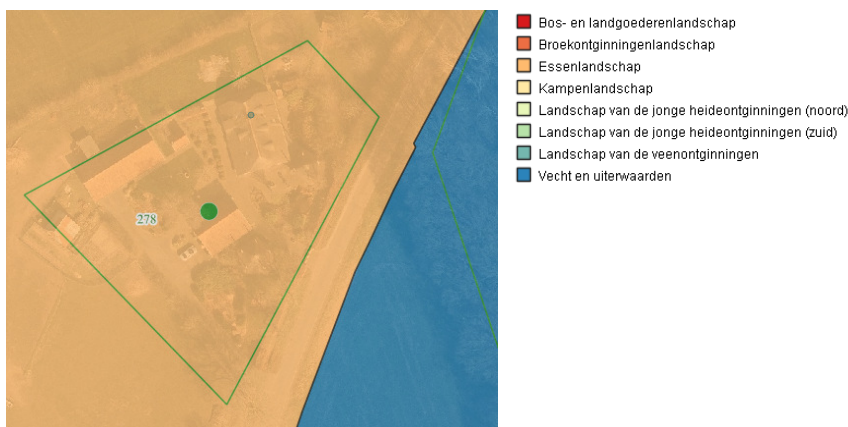 Bos- en landgoederenlandschap
Broekontginningenlandschap
Essenlandschap
Kampenlandschap
Landschap van de jonge heideontginningen (noord)
Landschap van de jonge heideontginningen (zuid)
Landschap van de veenontginningen
Vecht en uiterwaarden
278